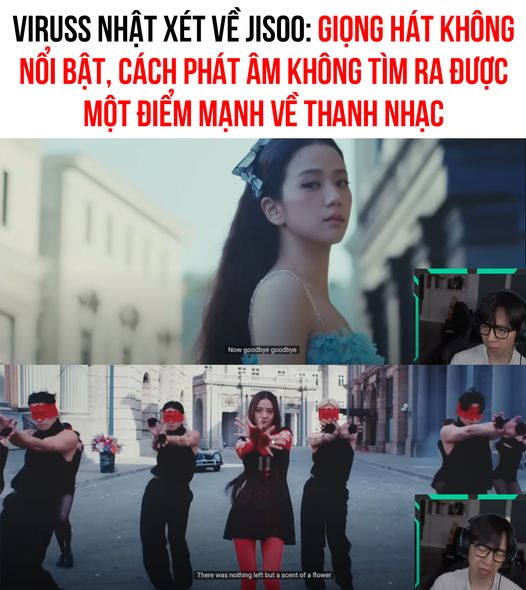 VIRUSS NHẬT XÉT VỀ JISOO: GIỌNG HÁT KHÔNG
NỔI BẬT, CÁCH PHÁT ÂM KHÔNG TÌM RA ĐƯỢC
MỘT ĐIỂM MẠNH VỀ THANH NHẠC
Now goodbye goodbye
There was nothing left but a scent of a flower